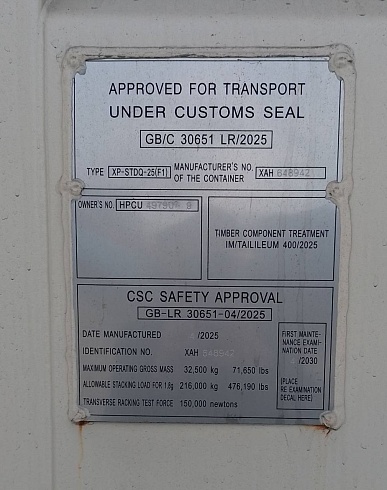 APPROVED FOR TRANSPORT
UNDER CUSTOMS SEAL
GB/C 30651 LR/2025
TYPE XP-STDQ-25(F1) MANUFACTURER'S NO. OF THE CONTAINER XAH
OWNER'S NO. HPCU
TIMBER COMPONENT TREATMENT
IM/TAILILEUM 400/2025
CSC SAFETY APPROVAL
GB-LR 30651-04/2025
DATE MANUFACTURED /2025
IDENTIFICATION NO. XAH
MAXIMUM OPERATING GROSS MASS 32,500 kg 71,650 lbs
ALLOWABLE STACKING LOAD FOR 1.8g 216,000 kg 476,190 lbs
TRANSVERSE RACKING TEST FORCE 150,000 newtons
FIRST MAINTE-
NANCE EXAMI-
NATION DATE
/2030
(PLACE
RE EXAMINATION
DECAL HERE)